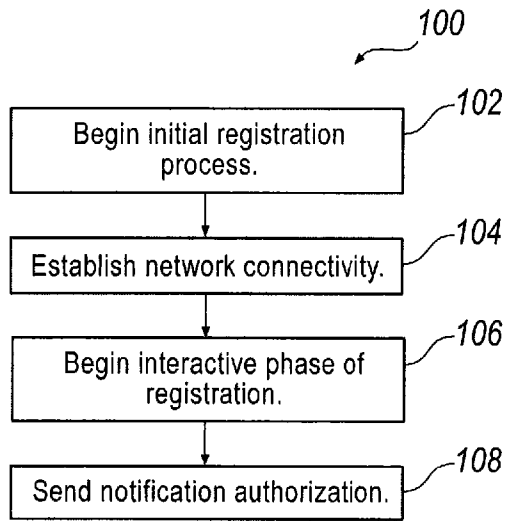 100
102
Begin initial registration
process.
104
Establish network connectivity.
106
Begin interactive phase of
registration.
108
Send notification authorization.